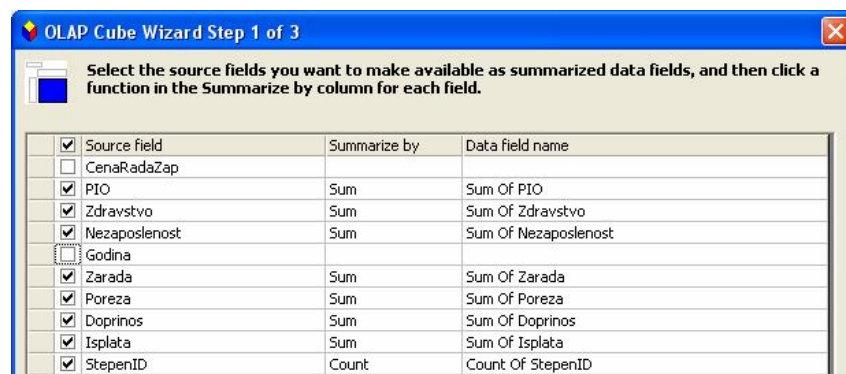 OLAP Cube Wizard Step 1 of 3
Select the source fields you want to make available as summarized data fields, and then click a
function in the Summarize by column for each field.
Source field Summarize by Data field name
CenaRadaZap
PIO Sum Sum Of PIO
Zdravstvo Sum Sum Of Zdravstvo
Nezaposlenost Sum Sum Of Nezaposlenost
Godina
Zarada Sum Sum Of Zarada
Poreza Sum Sum Of Poreza
Doprinos Sum Sum Of Doprinos
Isplata Sum Sum Of Isplata
StepenID Count Count Of StepenID